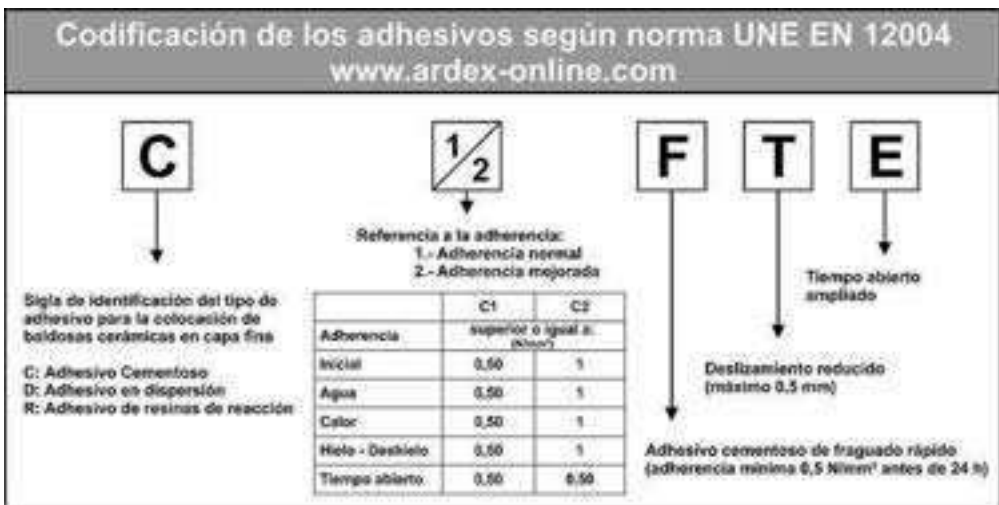 Codificación de los adhesivos según norma UNE EN 12004
www.ardex-online.com
C
1/2
F
T
E
Referencia a la adherencia:
1.- Adherencia normal
2.- Adherencia mejorada
Sigla de identificación del tipo de
adhesivo para la colocación de
baldosas cerámicas en capa fina
C: Adhesivo Cementoso
D: Adhesivo en dispersión
R: Adhesivo de resinas de reacción
C1 C2
Adherencia superior o igual a:
(N/mm²)
Inicial 0,50 1
Agua 0,50 1
Calor 0,50 1
Hielo - Deshielo 0,50 1
Tiempo abierto 0,50 0,50
Tiempo abierto
ampliado
Deslizamiento reducido
(máximo 0.5 mm)
Adhesivo cementoso de fraguado rápido
(adherencia mínima 0,5 N/mm² antes de 24 h)